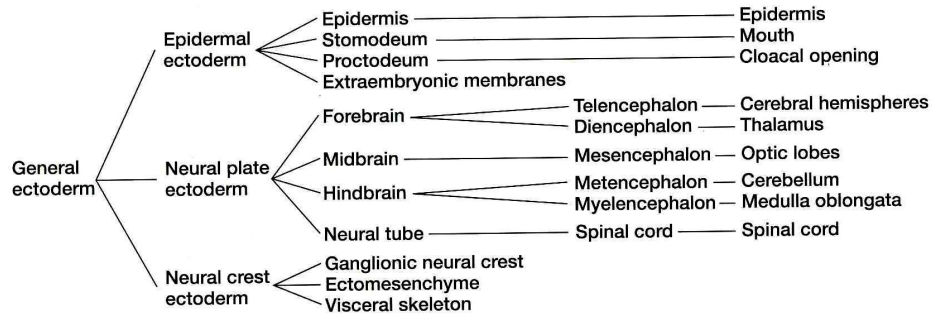 Epidermis Epidermis
Epidermal ectoderm Stomodeum Mouth
Proctodeum Cloacal opening
Extraembryonic membranes
Telencephalon Cerebral hemispheres
Forebrain
Diencephalon Thalamus
General ectoderm
Neural plate ectoderm
Midbrain Mesencephalon Optic lobes
Metencephalon Cerebellum
Hindbrain
Myelencephalon Medulla oblongata
Neural tube Spinal cord Spinal cord
Neural crest ectoderm
Ganglionic neural crest
Ectomesenchyme
Visceral skeleton